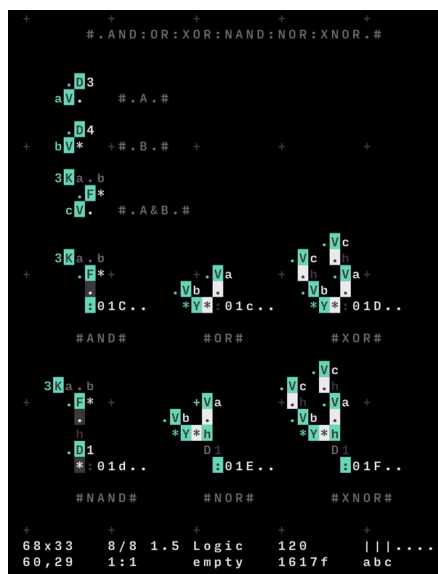 #.AND:OR:XOR:NAND:NOR:XNOR.#
.D3
aV. #.A.#
.D4
bV* #.B.#
3Ka.b
.F*
cV. #.A&B.#
.Vc
3Ka.b .Vc .h
.F* .Va .h .Va
. .Vb . .Vb .
:01C.. *Y*:01c.. *Y*:01D..
#AND# #OR# #XOR#
.Vc
3Ka.b .Vc .h
.F* +Va .h .Va
. .Vb . .Vb .
h *Y*h *Y*h
.D1 D1 D1
*:01d.. :01E.. :01F..
#NAND# #NOR# #XNOR#
68x33 8/8 1.5 Logic 120 |||....
60,29 1:1 empty 1617f abc